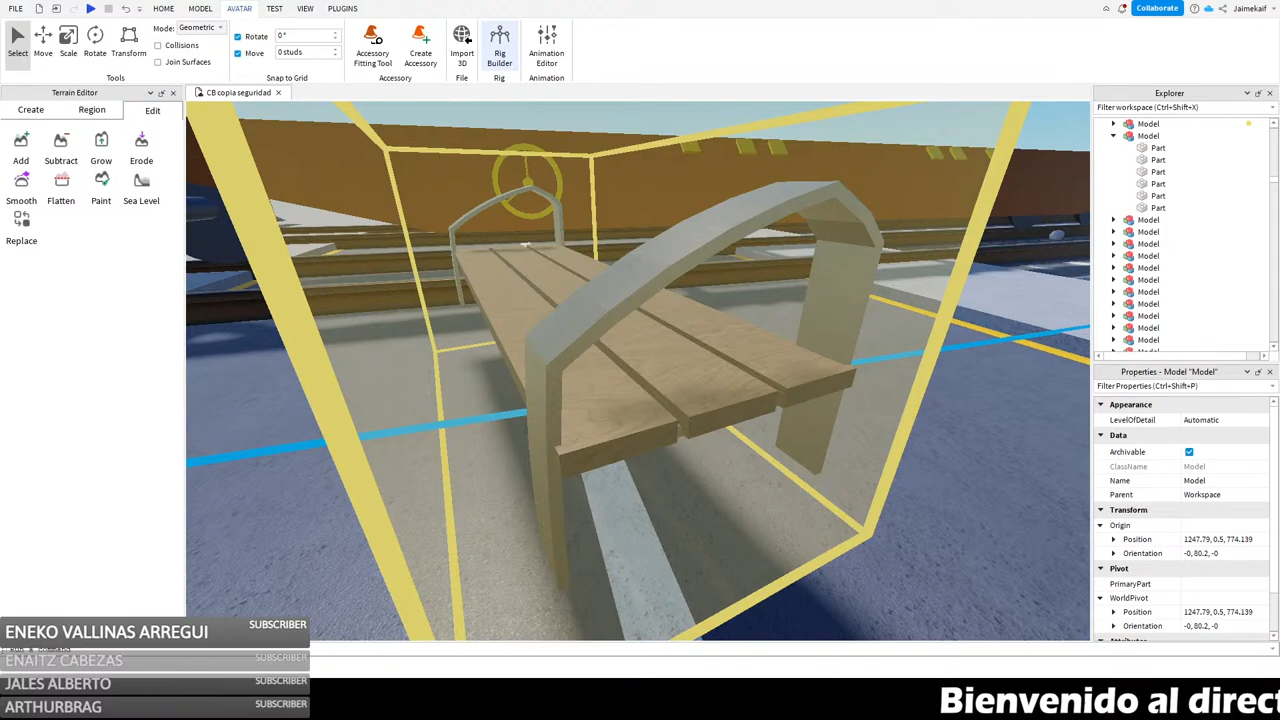 FILE HOME MODEL AVATAR TEST VIEW PLUGINS Collaborate Jaimekaif
Select Move Scale Rotate Transform
Mode: Geometric
Collisions
Join Surfaces
Tools
Rotate 0°
Move 0 studs
Snap to Grid
Accessory Fitting Tool
Create Accessory
Accessory
Import 3D
File
Rig Builder
Rig
Animation Editor
Animation
Terrain Editor
Create Region Edit
Add Subtract Grow Erode
Smooth Flatten Paint Sea Level
Replace
CB copia seguridad
Explorer
Filter workspace (Ctrl+Shift+X)
Model
Model
Part
Part
Part
Part
Part
Part
Model
Model
Model
Model
Model
Model
Model
Model
Model
Model
Model
Properties - Model "Model"
Filter Properties (Ctrl+Shift+P)
Appearance
LevelOfDetail Automatic
Data
Archivable
ClassName Model
Name Model
Parent Workspace
Transform
Origin
Position 1247.79, 0.5, 774.139
Orientation -0, 80.2, -0
Pivot
PrimaryPart
WorldPivot
Position 1247.79, 0.5, 774.139
Orientation -0, 80.2, -0
ENEKO VALLINAS ARREGUI SUBSCRIBER
ENAITZ CABEZAS SUBSCRIBER
JALES ALBERTO SUBSCRIBER
ARTHURBRAG SUBSCRIBER
Bienvenido al direct